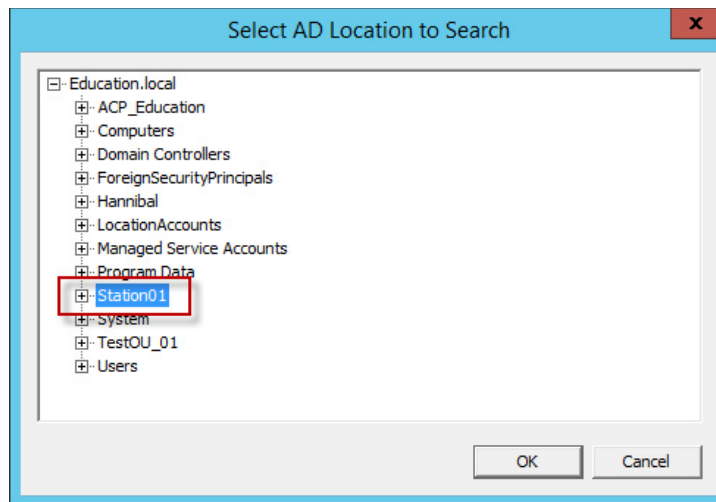 Select AD Location to Search
x
Education.local
ACP_Education
Computers
Domain Controllers
ForeignSecurityPrincipals
Hannibal
LocationAccounts
Managed Service Accounts
Program Data
Station01
System
TestOU_01
Users
OK Cancel